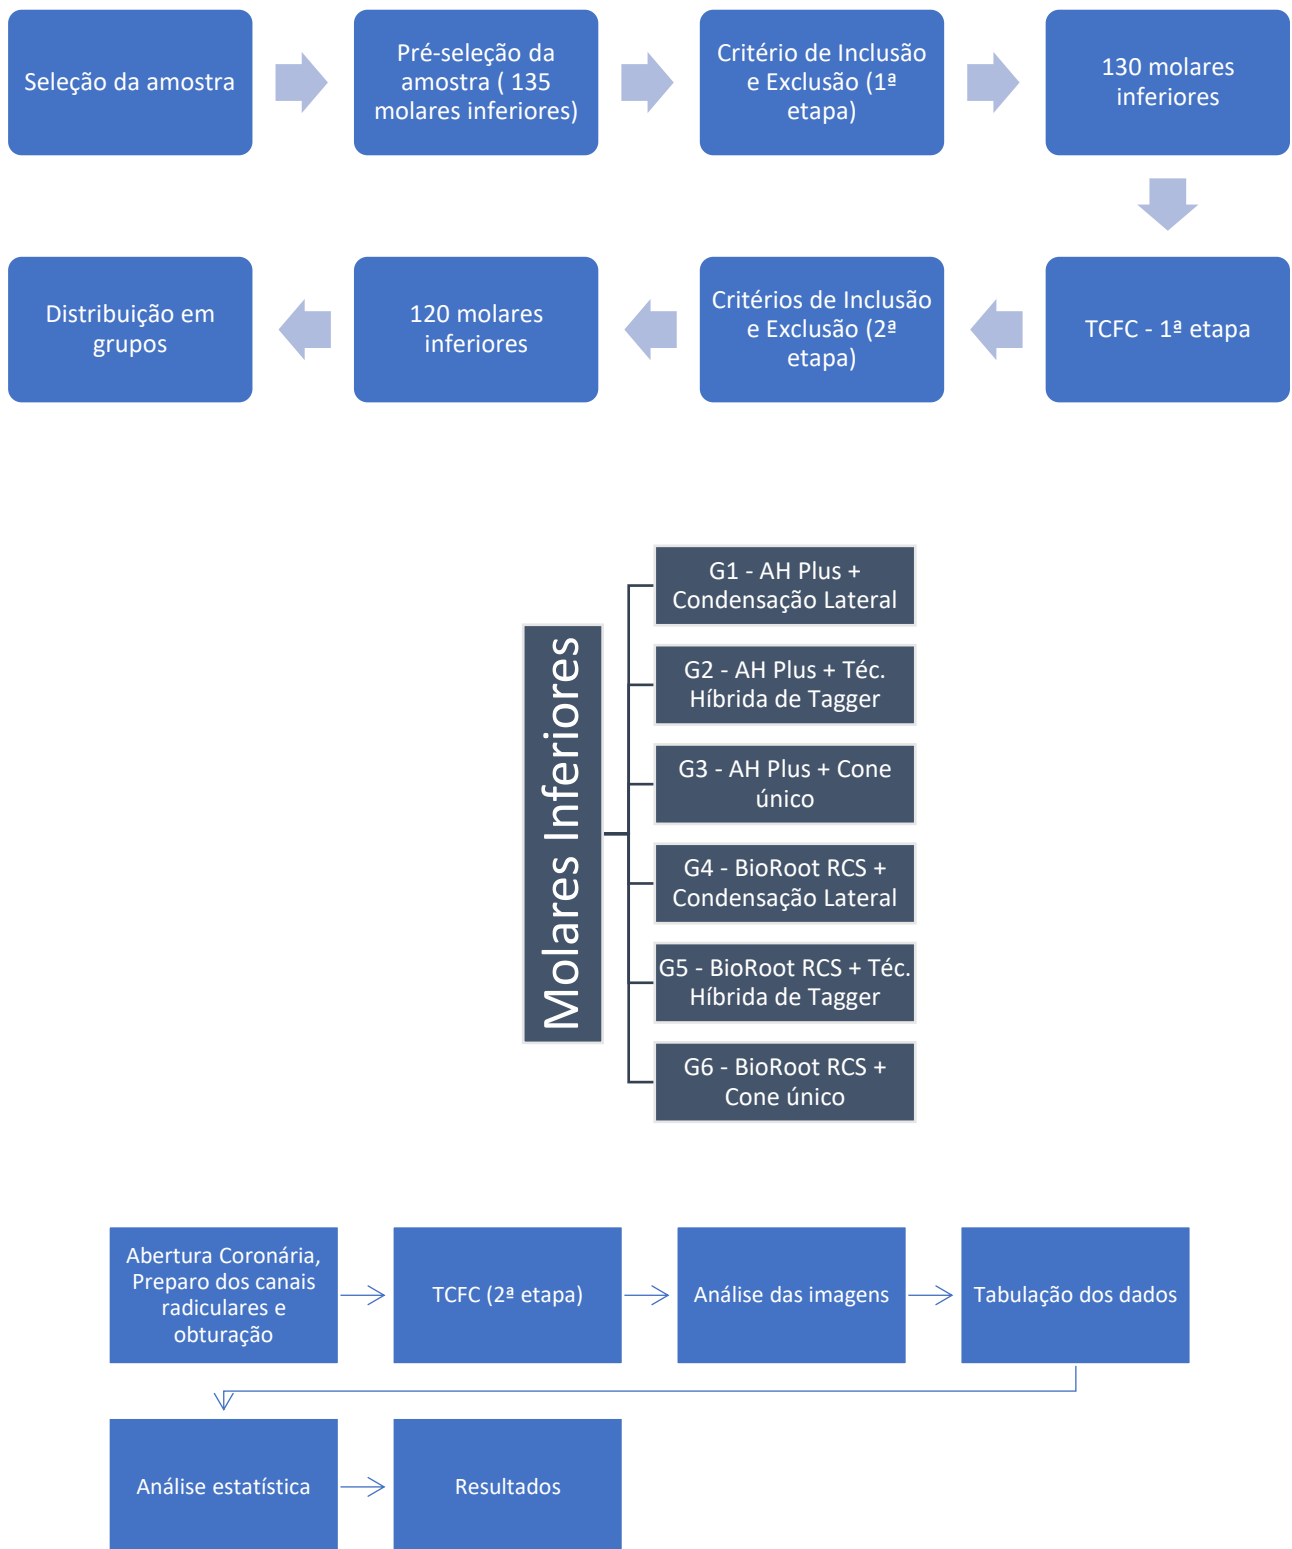 Seleção da amostra
Pré-seleção da
amostra ( 135
molares inferiores)
Critério de Inclusão
e Exclusão (1ª
etapa)
130 molares
inferiores
TCFC - 1ª etapa
Critérios de Inclusão
e Exclusão (2ª
etapa)
120 molares
inferiores
Distribuição em
grupos
Molares Inferiores
G1 - AH Plus +
Condensação Lateral
G2 - AH Plus + Téc.
Híbrida de Tagger
G3 - AH Plus + Cone
único
G4 - BioRoot RCS +
Condensação Lateral
G5 - BioRoot RCS + Téc.
Híbrida de Tagger
G6 - BioRoot RCS +
Cone único
Abertura Coronária,
Preparo dos canais
radiculares e
obturação
TCFC (2ª etapa)
Análise das imagens
Tabulação dos dados
Análise estatística
Resultados